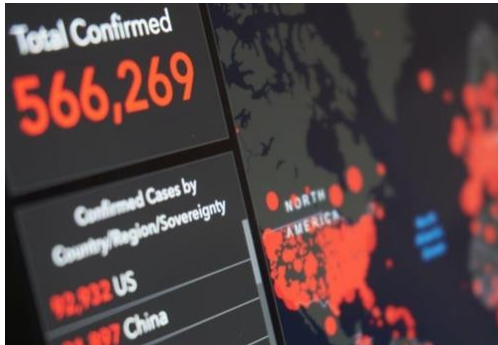 Total Confirmed
566,269
Confirmed Cases by
Country/Region/Sovereignty
92,932 US
China
NORTH
AMERICA